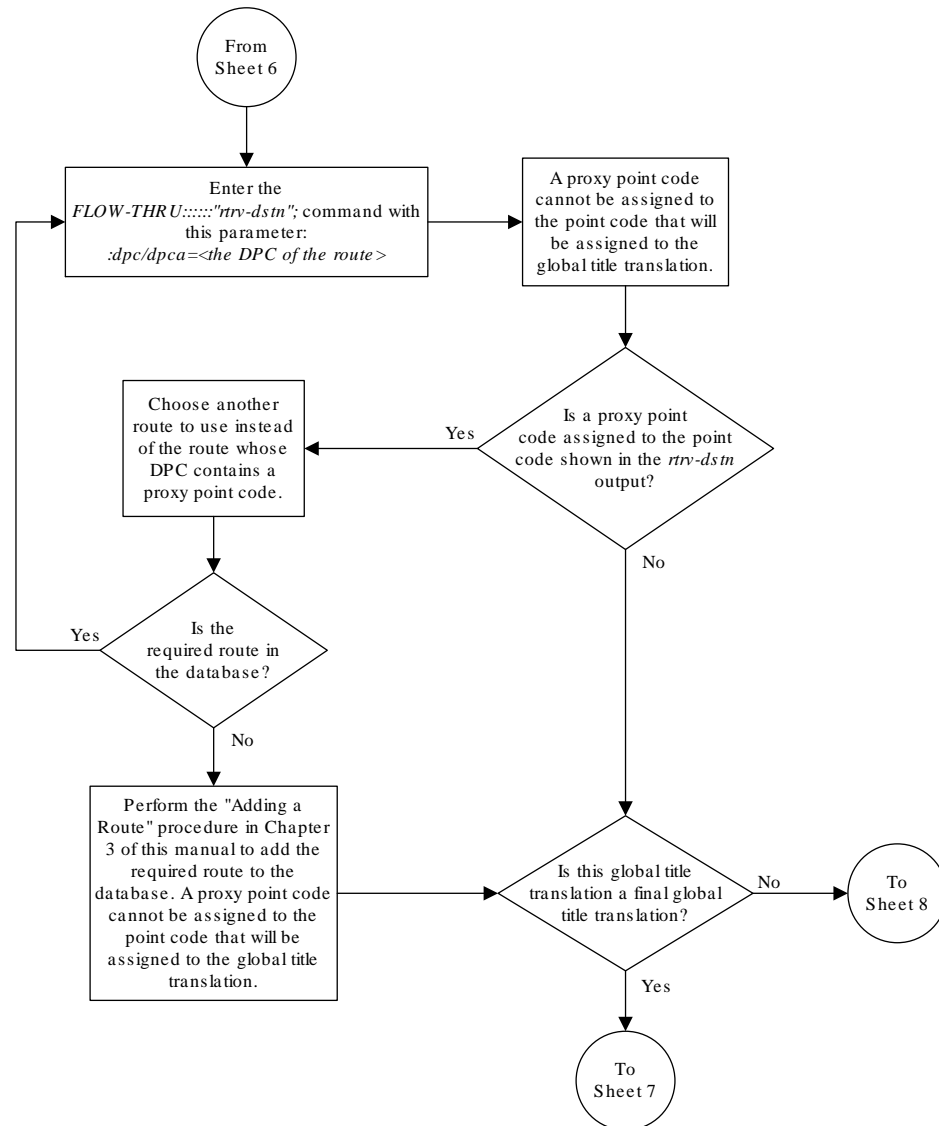 From
Sheet 6
Enter the
FLOW-THRU::::::"rtrv-dstn"; command with
this parameter:
:dpc/dpca=<the DPC of the route>
A proxy point code
cannot be assigned to
the point code that will
be assigned to the
global title translation.
Is a proxy point
code assigned to the point
code shown in the rtrv-dstn
output?
Yes
No
Choose another
route to use instead
of the route whose
DPC contains a
proxy point code.
Is the
required route in
the database?
Yes
No
Perform the "Adding a
Route" procedure in Chapter
3 of this manual to add the
required route to the
database. A proxy point code
cannot be assigned to the
point code that will be
assigned to the global title
translation.
Is this global title
translation a final global
title translation?
No
To
Sheet 8
Yes
To
Sheet 7